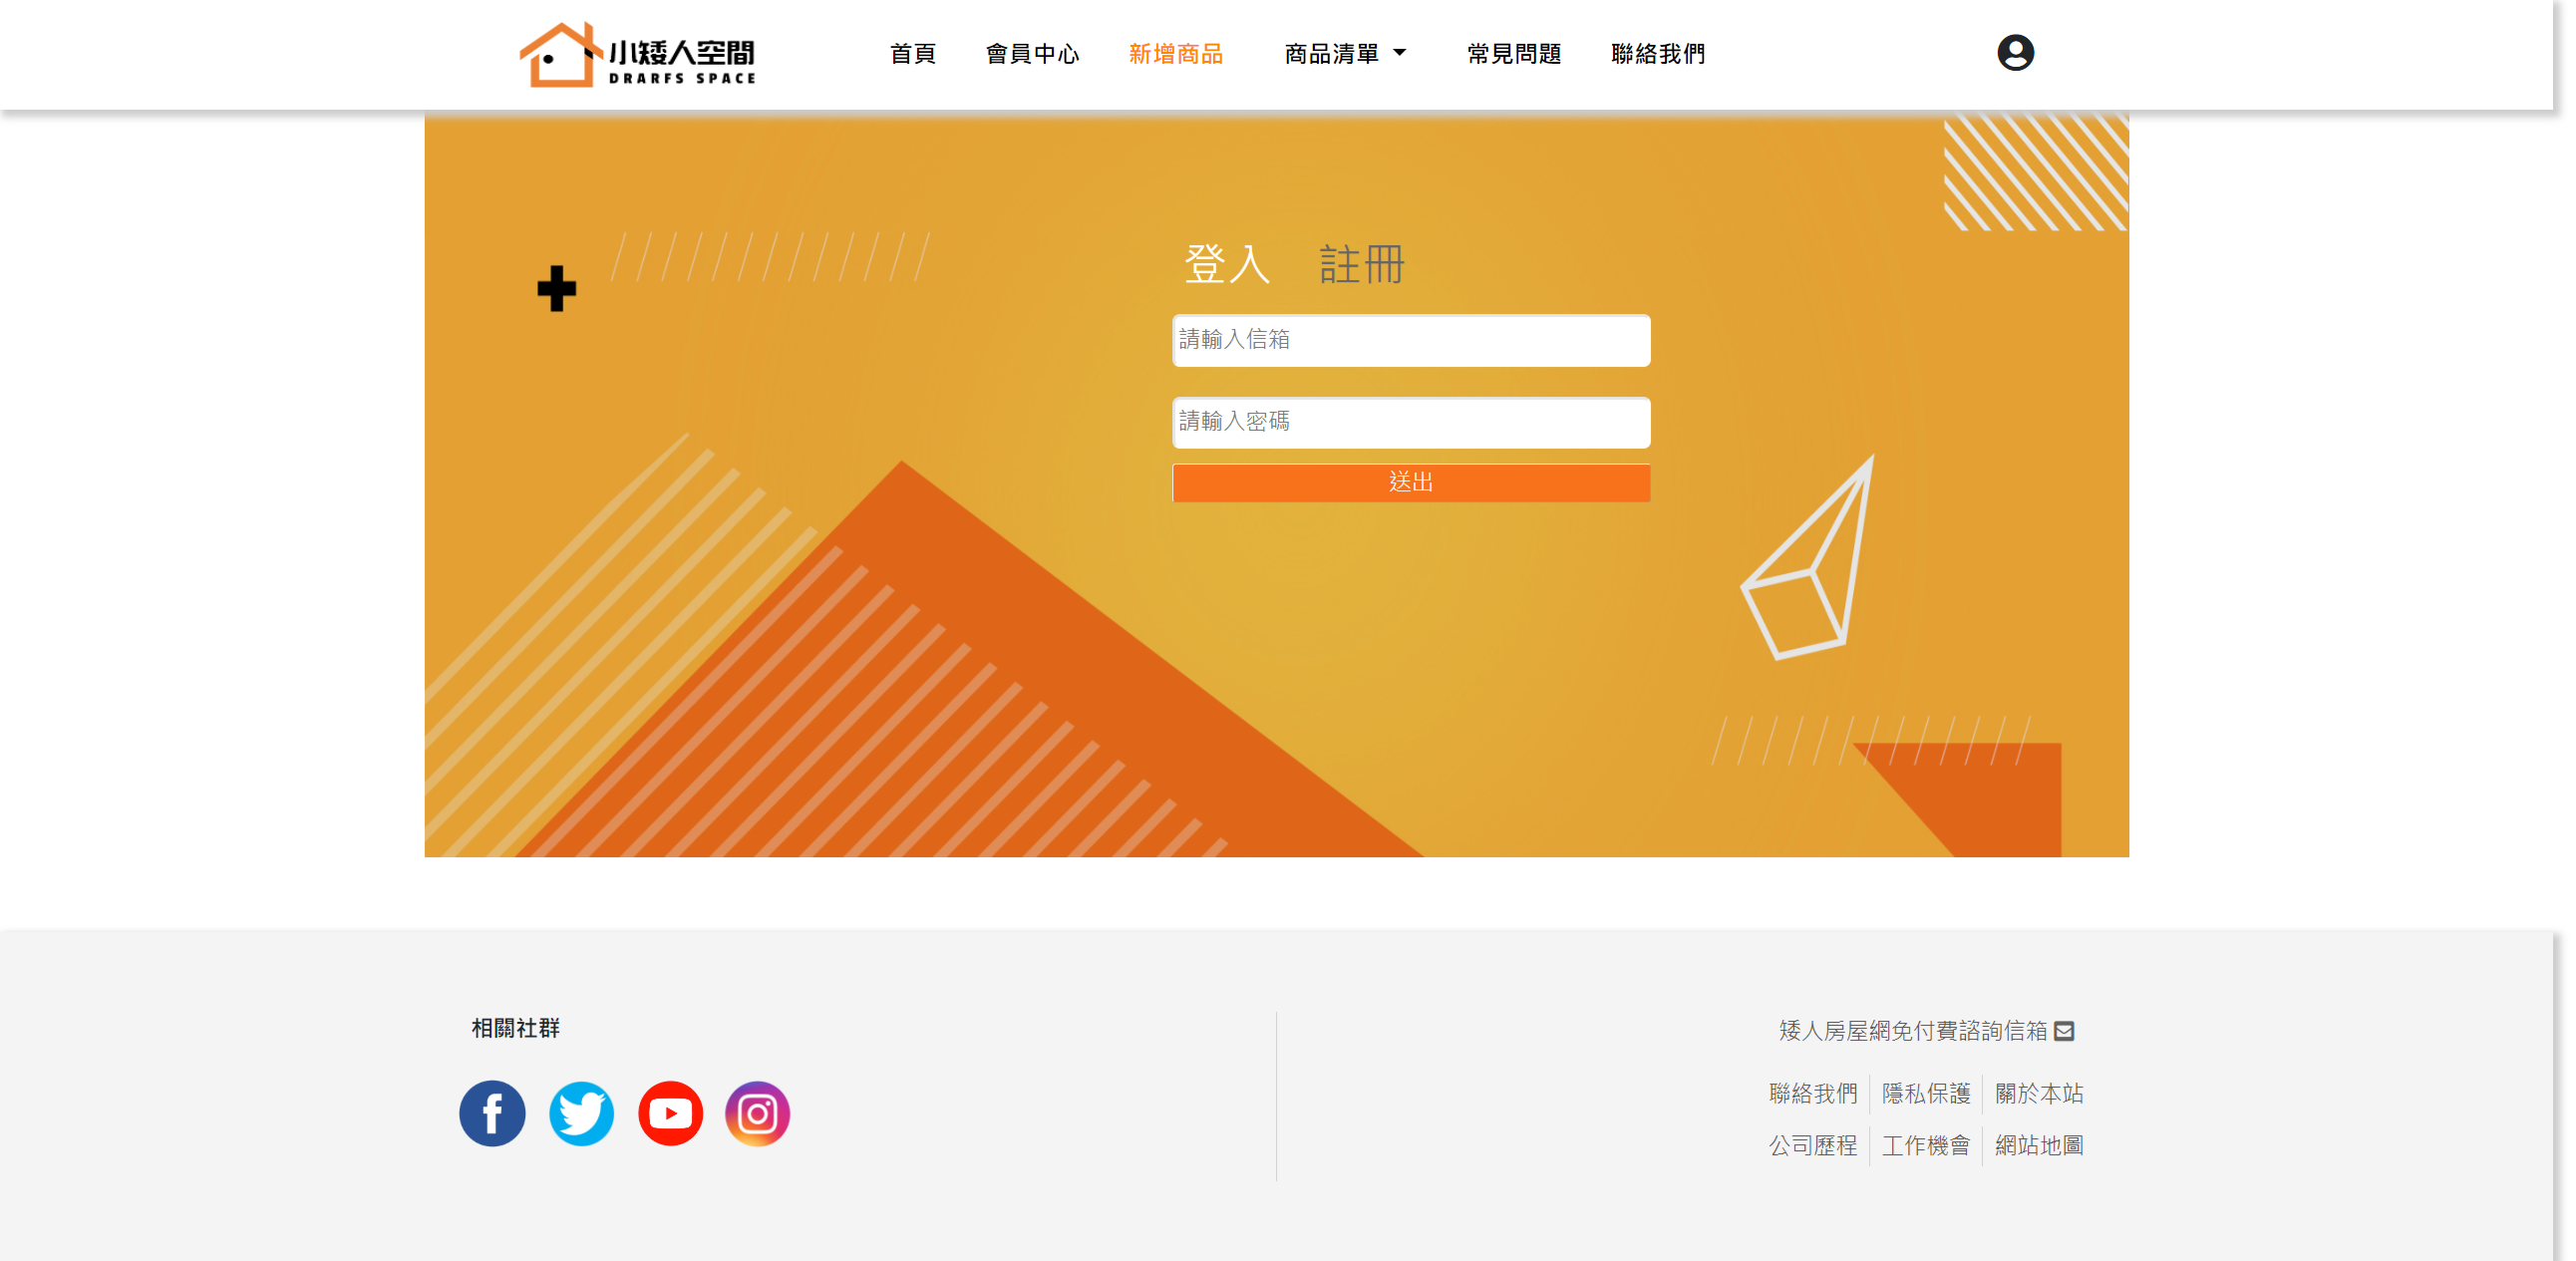 小矮人空間
DRARFS SPACE
首頁 會員中心 新增商品 商品清單 常見問題 聯絡我們
登入 註冊
請輸入信箱
請輸入密碼
送出
相關社群
矮人房屋網免付費諮詢信箱
聯絡我們 隱私保護 關於本站
公司歷程 工作機會 網站地圖